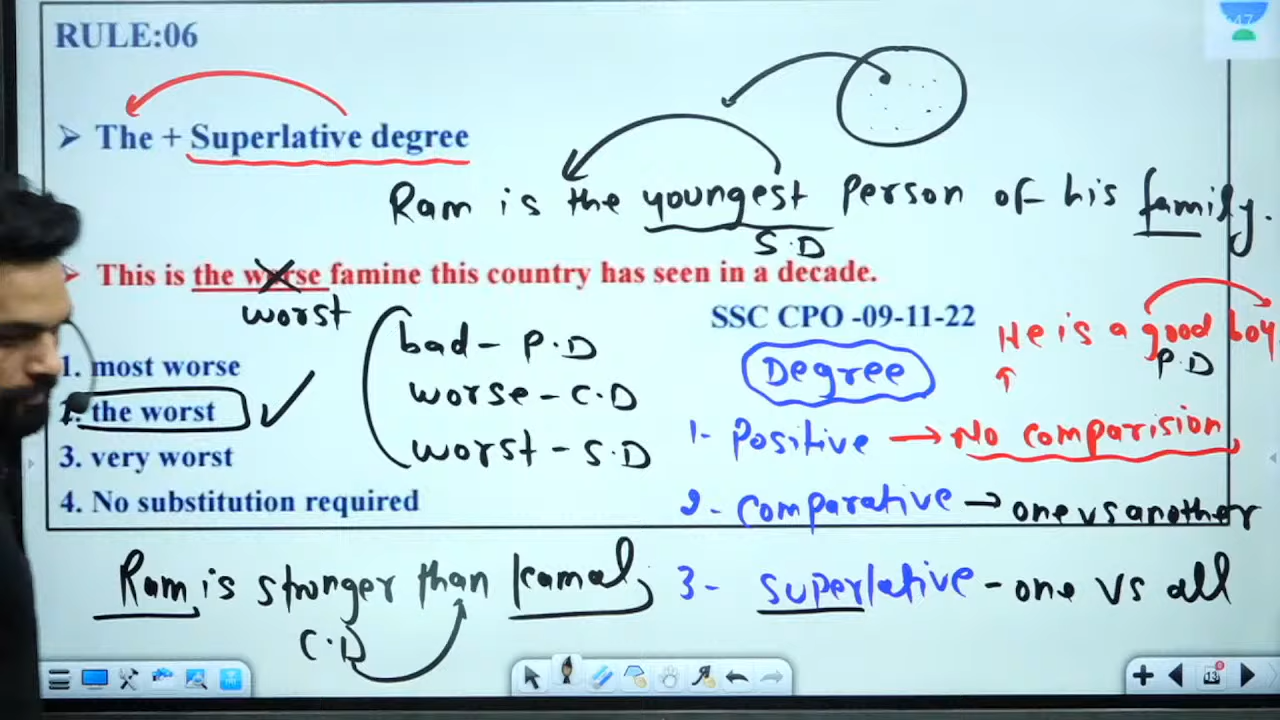 RULE:06
➤ The + Superlative degree
Ram is the youngest person of his family.
S.D
This is the worse famine this country has seen in a decade.
worst
SSC CPO -09-11-22
1. most worse
2. the worst
3. very worst
4. No substitution required
bad - P.D
worse - C.D
worst - S.D
He is a good boy
P.D
Degree
1- Positive → No comparision,
2- Comparative → one vs another
3- superlative - one vs all
Ram is stronger than kamal,
C.D